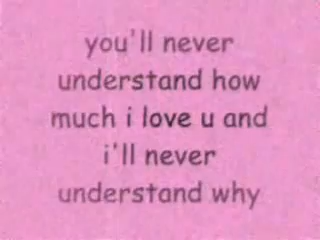 you'll never
understand how
much i love u and
i'll never
understand why